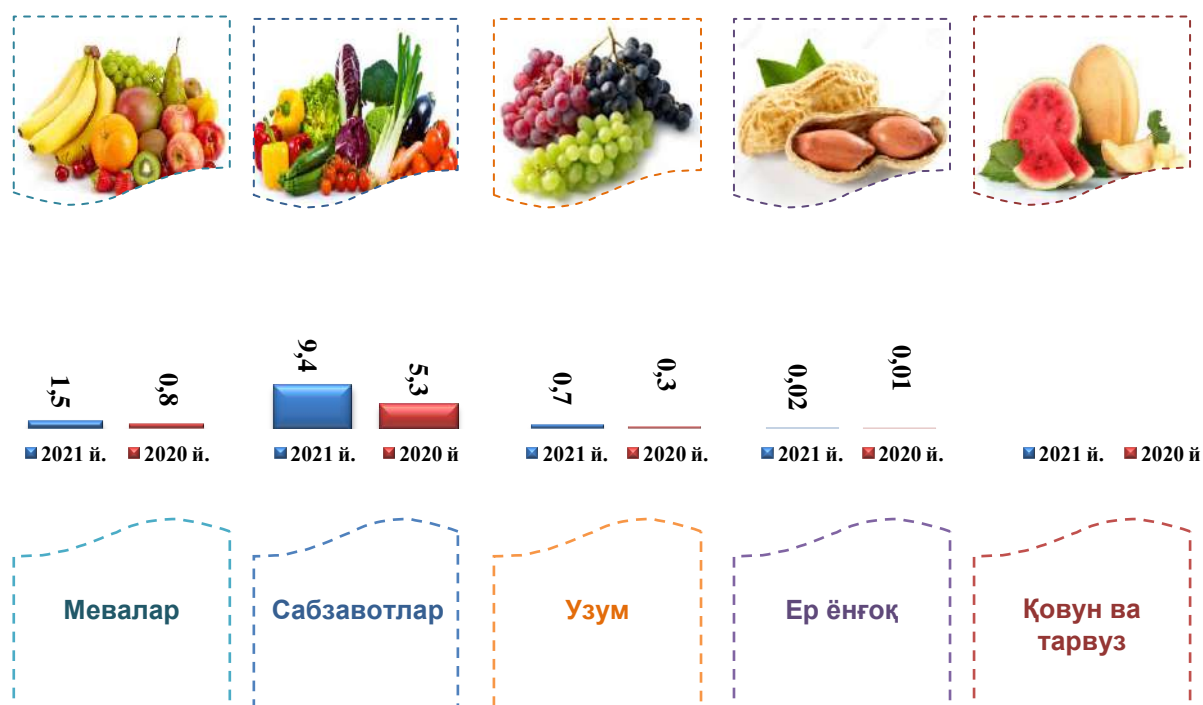 1,5
0,8
9,4
5,3
0,7
0,3
0,02
0,01
2021 й.
2020 й.
2021 й.
2020 й
2021 й.
2020 й.
2021 й.
2020 й.
2021 й.
2020 й
Мевалар
Сабзавотлар
Узум
Ер ёнғоқ
Қовун ва
тарвуз